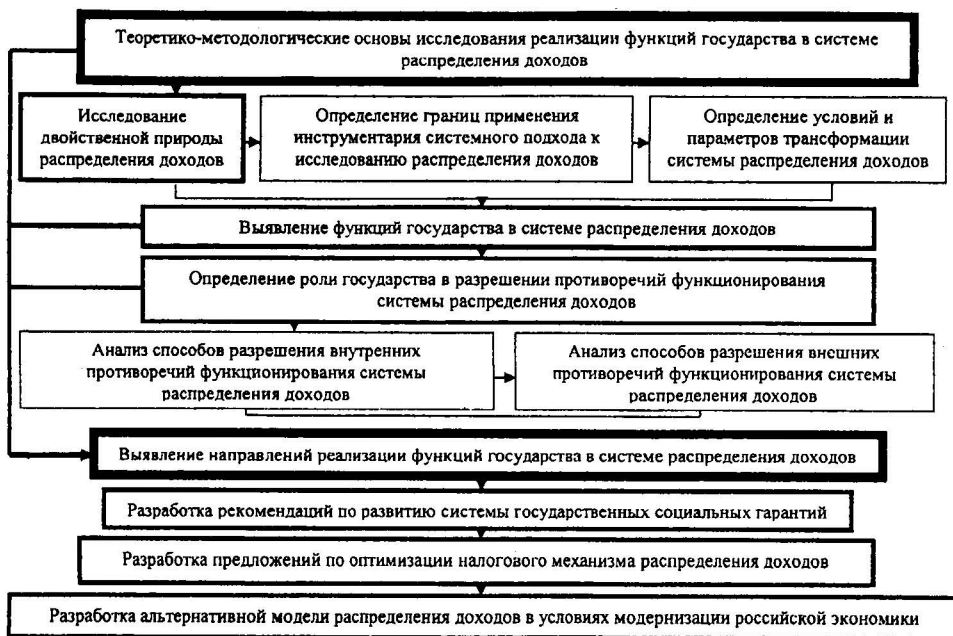 Теоретико-методологические основы исследования реализации функций государства в системе
распределения доходов
Исследование
двойственной природы
распределения доходов
Определение границ применения
инструментария системного подхода к
исследованию распределения доходов
Определение условий и
параметров трансформации
системы распределения доходов
Выявление функций государства в системе распределения доходов
Определение роли государства в разрешении противоречий функционирования
системы распределения доходов
Анализ способов разрешения внутренних
противоречий функционирования системы
распределения доходов
Анализ способов разрешения внешних
противоречий функционирования системы
распределения доходов
Выявление направлений реализации функций государства в системе распределения доходов
Разработка рекомендаций по развитию системы государственных социальных гарантий
Разработка предложений по оптимизации налогового механизма распределения доходов
Разработка альтернативной модели распределения доходов в условиях модернизации российской экономики